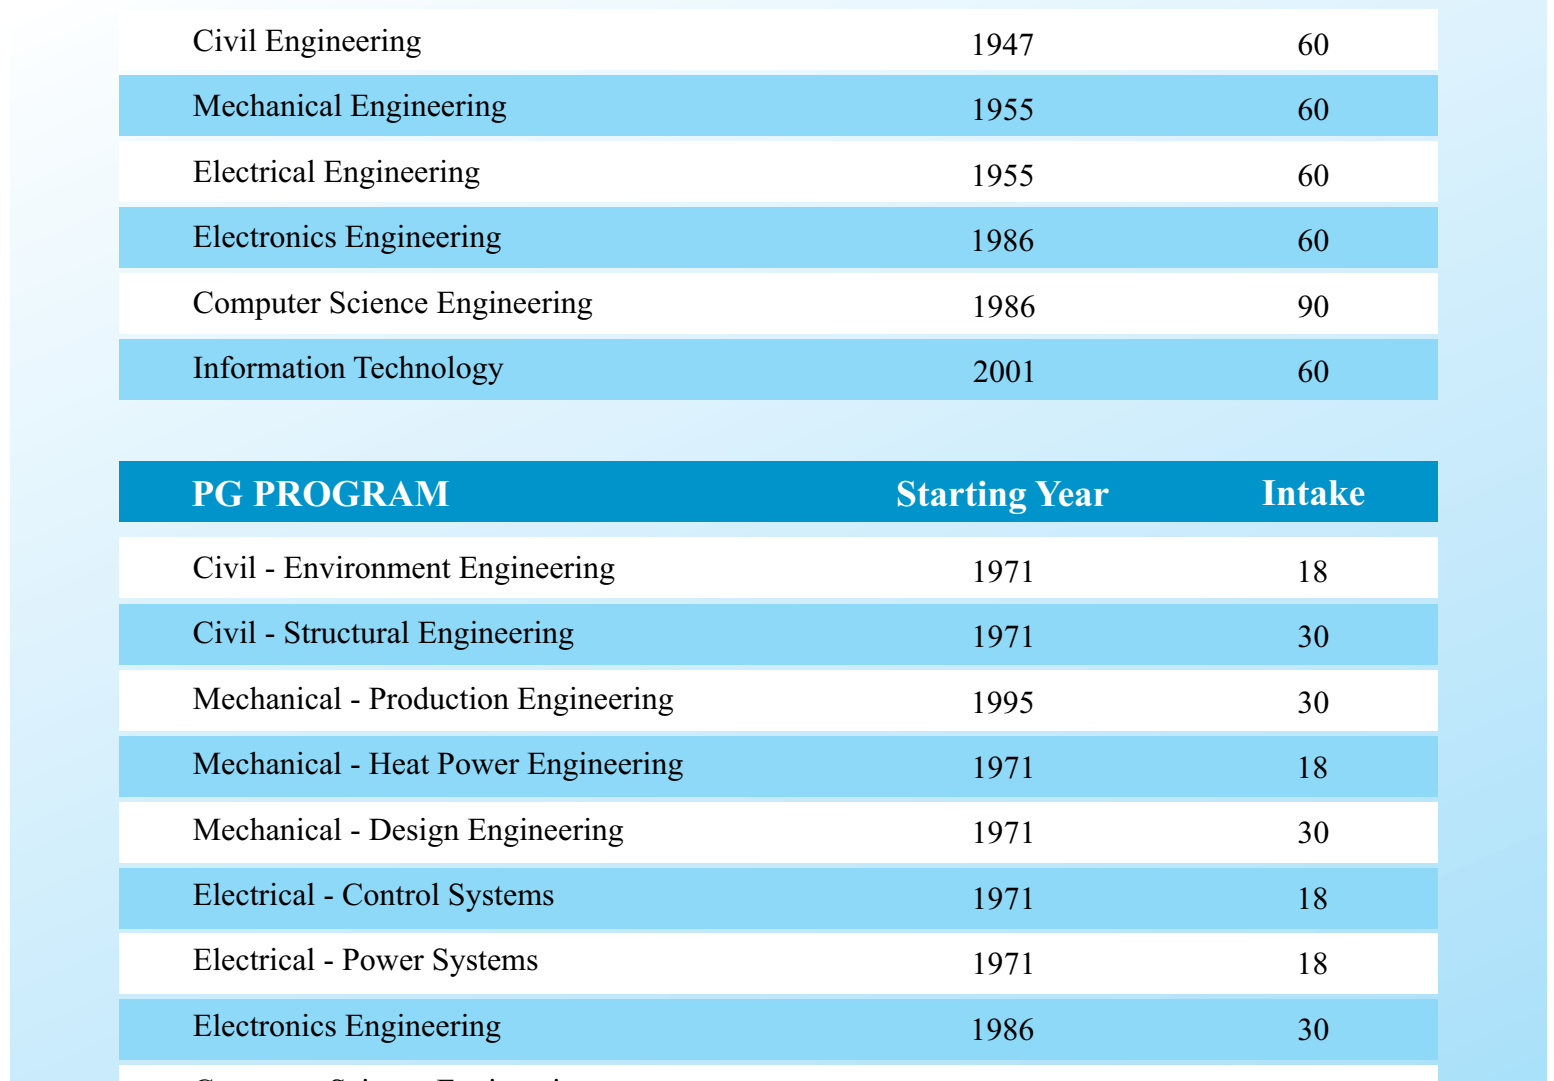 Civil Engineering 1947 60
Mechanical Engineering 1955 60
Electrical Engineering 1955 60
Electronics Engineering 1986 60
Computer Science Engineering 1986 90
Information Technology 2001 60
PG PROGRAM Starting Year Intake
Civil - Environment Engineering 1971 18
Civil - Structural Engineering 1971 30
Mechanical - Production Engineering 1995 30
Mechanical - Heat Power Engineering 1971 18
Mechanical - Design Engineering 1971 30
Electrical - Control Systems 1971 18
Electrical - Power Systems 1971 18
Electronics Engineering 1986 30